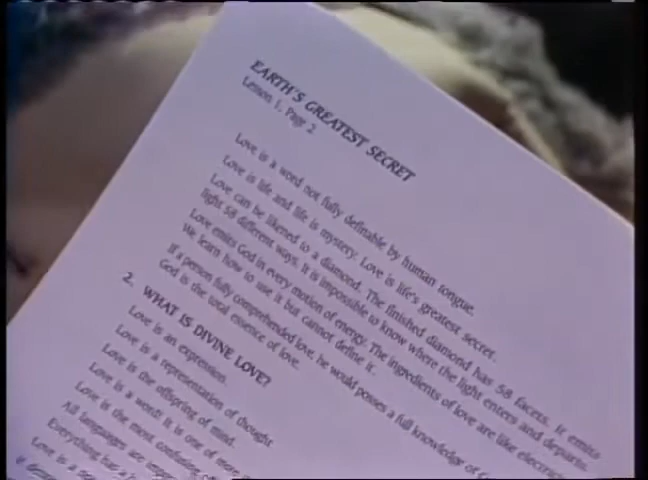 EARTH'S GREATEST SECRET
Lesson 1, Page 2
Love is a word not fully definable by human tongue.
Love is life and life is mystery; Love is life's greatest secret.
Love can be likened to a diamond. The finished diamond has 58 facets. It emits
light 58 different ways. It is impossible to know where the light enters and departs.
Love emits God in every motion of energy. The ingredients of love are like electricity.
We learn how to use it but cannot define it.
If a person fully comprehended love, he would posses a full knowledge of
God is the total essence of love.
2. WHAT IS DIVINE LOVE?
Love is an expression.
Love is a representation of thought
Love is the offspring of mind.
Love is a word! It is one of more
Love is the most confusing
All languages are
Everything has a
Love is a